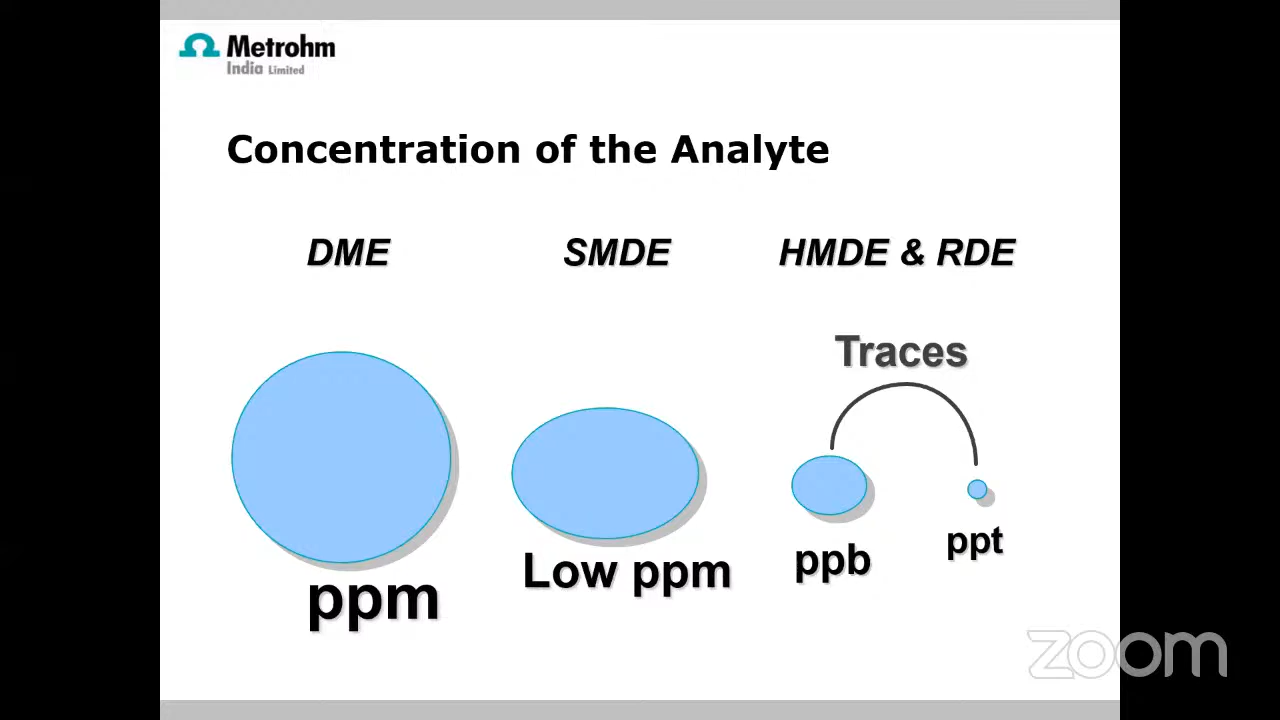 Metrohm
India Limited
Concentration of the Analyte
DME SMDE HMDE & RDE
Traces
ppm Low ppm ppb ppt
zoom